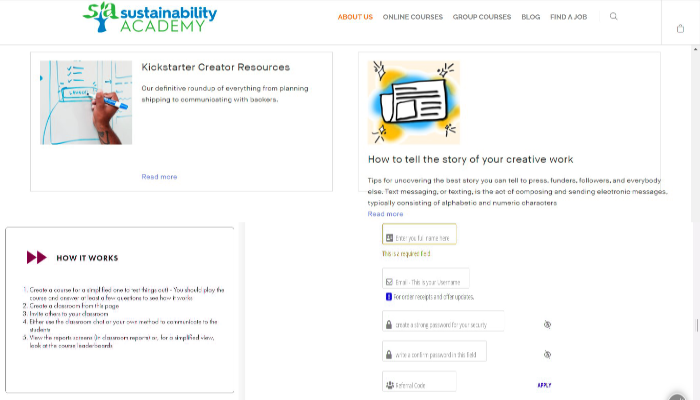 sustainability
ACADEMY
ABOUT US ONLINE COURSES GROUP COURSES BLOG FIND A JOB
Kickstarter Creator Resources
Our definitive roundup of everything from planning
shipping to communicating with backers.
Read more
How to tell the story of your creative work
Tips for uncovering the best story you can tell to press, funders, followers, and everybody
else. Text messaging, or texting, is the act of composing and sending electronic messages,
typically consisting of alphabetic and numeric characters
Read more
HOW IT WORKS
1. Create a course for a simplified one to test things out! - You should play the
course and answer at least a few questions to see how it works
2. Create a classroom from this page
3. Invite others to your classroom
4. Either use the classroom chat or your own method to communicate to the
students
5. View the reports screens (in classroom reports) or, for a simplified view,
look at the course leaderboards
Enter you ful name here
This is a required field
Email - This is your Username
For order receipts and offer updates.
create a strong password for your security
write a confirm password in this field
Referral Code
APPLY